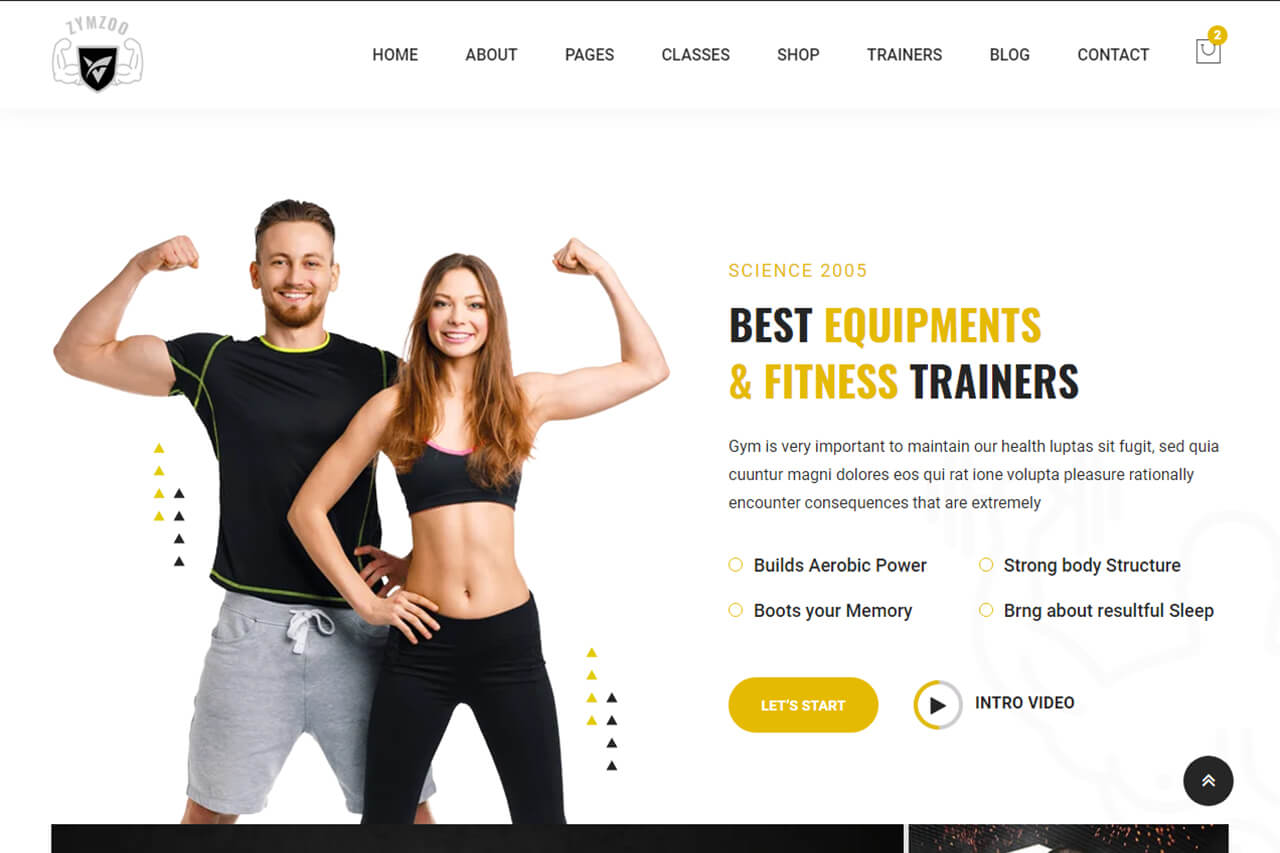 ZYMZOO
HOME ABOUT PAGES CLASSES SHOP TRAINERS BLOG CONTACT
2
SCIENCE 2005
BEST EQUIPMENTS
& FITNESS TRAINERS
Gym is very important to maintain our health luptas sit fugit, sed quia
cuuntur magni dolores eos qui rat ione volupta pleasure rationally
encounter consequences that are extremely
Builds Aerobic Power
Strong body Structure
Boots your Memory
Brng about resultful Sleep
LET'S START
INTRO VIDEO